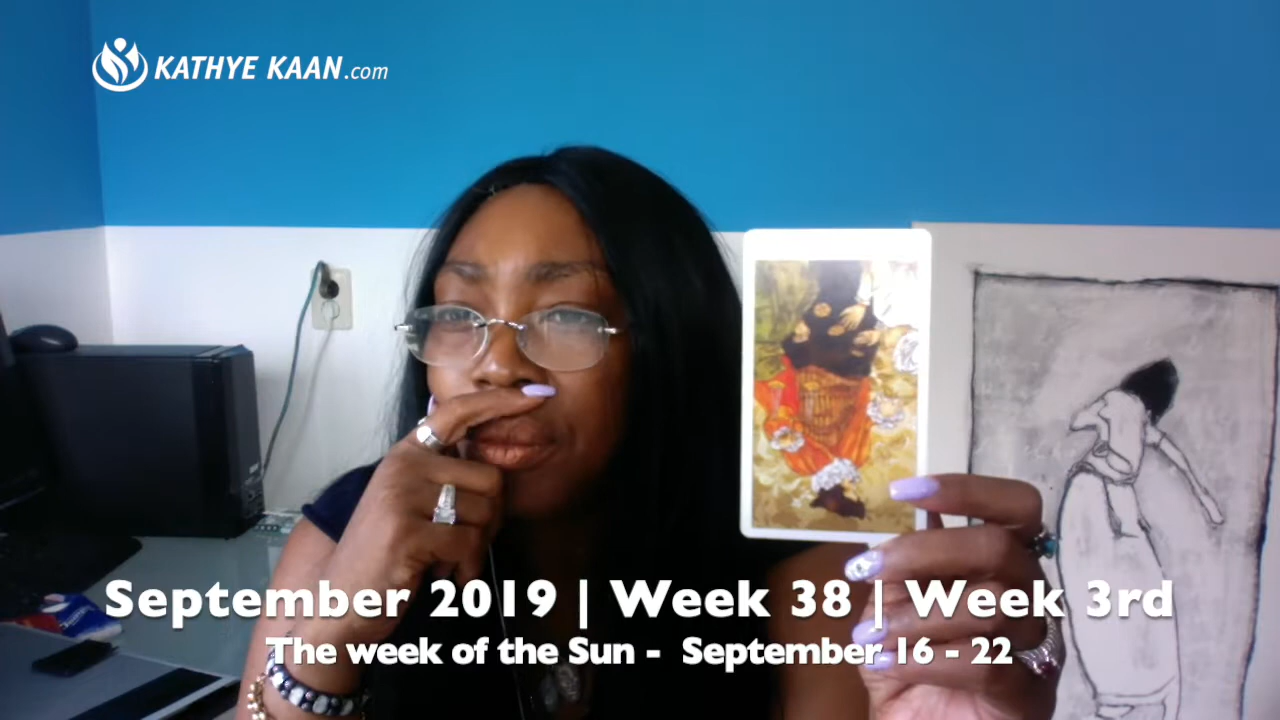 KATHYE KAAN.com
September 2019 | Week 38 | Week 3rd
The week of the Sun - September 16 - 22